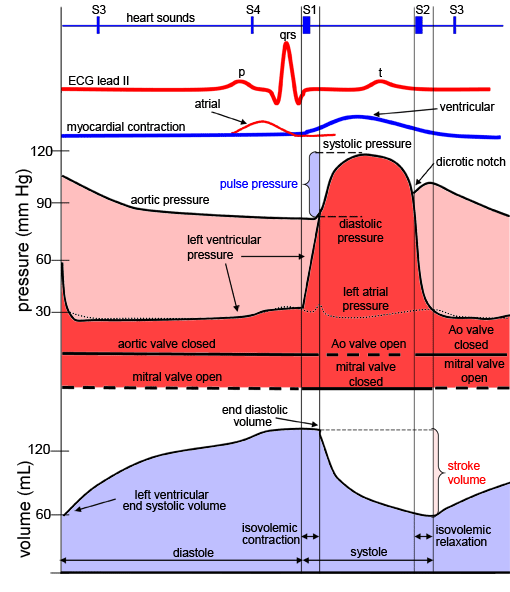 S3
S4
S1
S2
S3
heart sounds
qrs
p
t
ECG lead II
atrial
ventricular
myocardial contraction
systolic pressure
120
dicrotic notch
pulse pressure
90
aortic pressure
diastolic
pressure
left ventricular
pressure
60
left atrial
pressure
30
pressure (mm Hg)
aortic valve closed
Ao valve open
Ao valve
closed
mitral valve open
mitral valve
closed
mitral valve
open
end diastolic
volume
120
stroke
volume
left ventricular
end systolic volume
60
volume (mL)
isovolemic
contraction
isovolemic
relaxation
diastole
systole